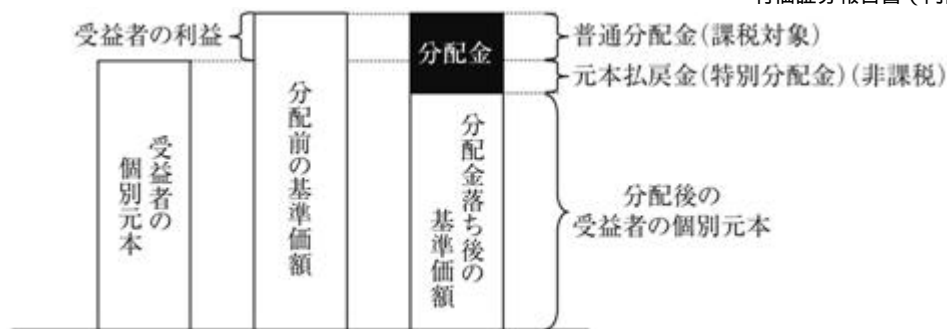 受益者の利益
分配金
普通分配金(課税対象)
元本払戻金(特別分配金)(非課税)
受益者の
個別元本
分配前の基準価額
分配金落ち後の
基準価額
分配後の
受益者の個別元本